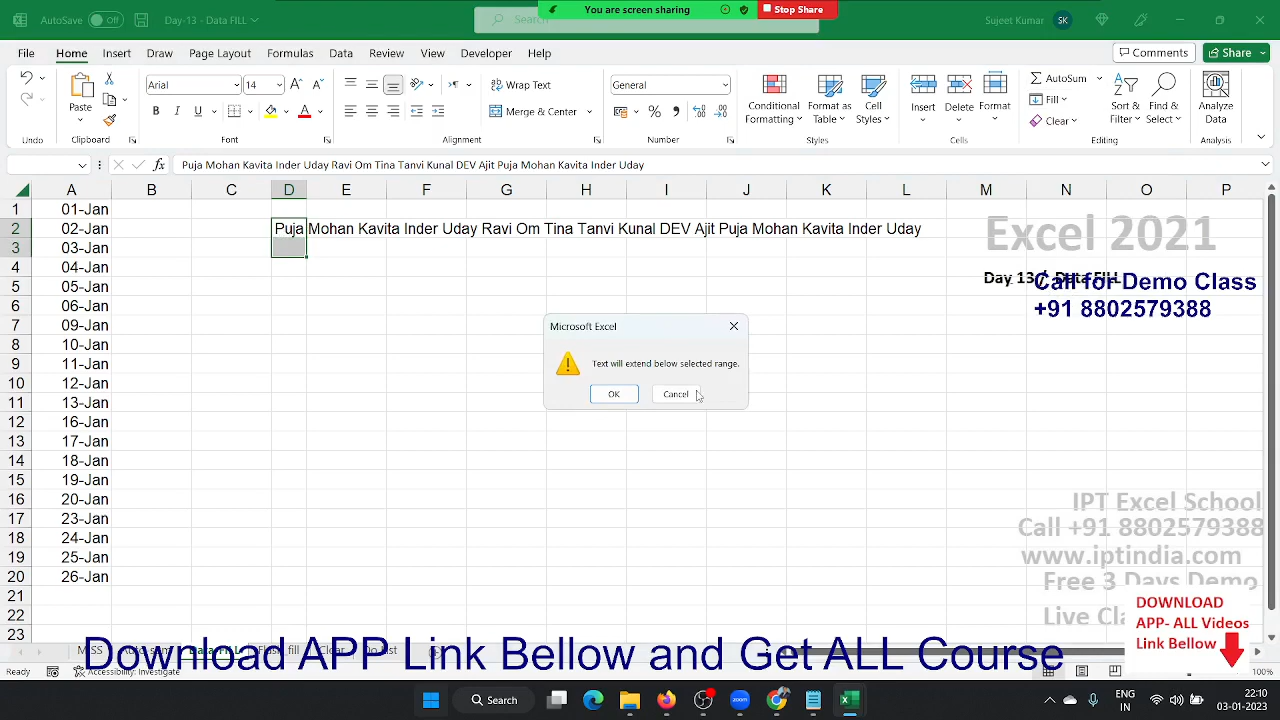 You are screen sharing
Stop Share
AutoSave Off
Day-13 - Data FILL
Search
Sujeet Kumar SK
File Home Insert Page Layout Formulas Data Review View Developer Help
Comments Share
Undo
Paste
Clipboard
Arial 14
B I U
Font
Wrap Text
Merge & Center
Alignment
General
Number
Conditional Formatting
Format as Table
Cell Styles
Styles
Insert Delete Format
Cells
AutoSum
Fill
Clear
Sort & Filter
Find & Select
Editing
Analyze Data
Analysis
fx Puja Mohan Kavita Inder Uday Ravi Om Tina Tanvi Kunal DEV Ajit Puja Mohan Kavita Inder Uday
A B C D E F G H I J K L M N O P
1 01-Jan
2 02-Jan Puja Mohan Kavita Inder Uday Ravi Om Tina Tanvi Kunal DEV Ajit Puja Mohan Kavita Inder Uday
3 03-Jan
4 04-Jan
5 05-Jan
6 06-Jan
7 09-Jan
8 10-Jan
9 11-Jan
10 12-Jan
11 13-Jan
12 16-Jan
13 17-Jan
14 18-Jan
15 19-Jan
16 20-Jan
17 23-Jan
18 24-Jan
19 25-Jan
20 26-Jan
21
22
23
Excel 2021
Day 13 Data FILL
Call for Demo Class
+91 8802579388
Microsoft Excel
Text will extend below selected range.
OK Cancel
IPT Excel School
Call +91 8802579388
www.iptindia.com
Free 3 Days Demo
Live
DOWNLOAD
APP- ALL Videos
Link Bellow
Download APP Link Bellow and Get ALL Course
Ready
Accessibility: Investigate
100%
Search
zoom
ENG
IN
22:10
03-01-2023